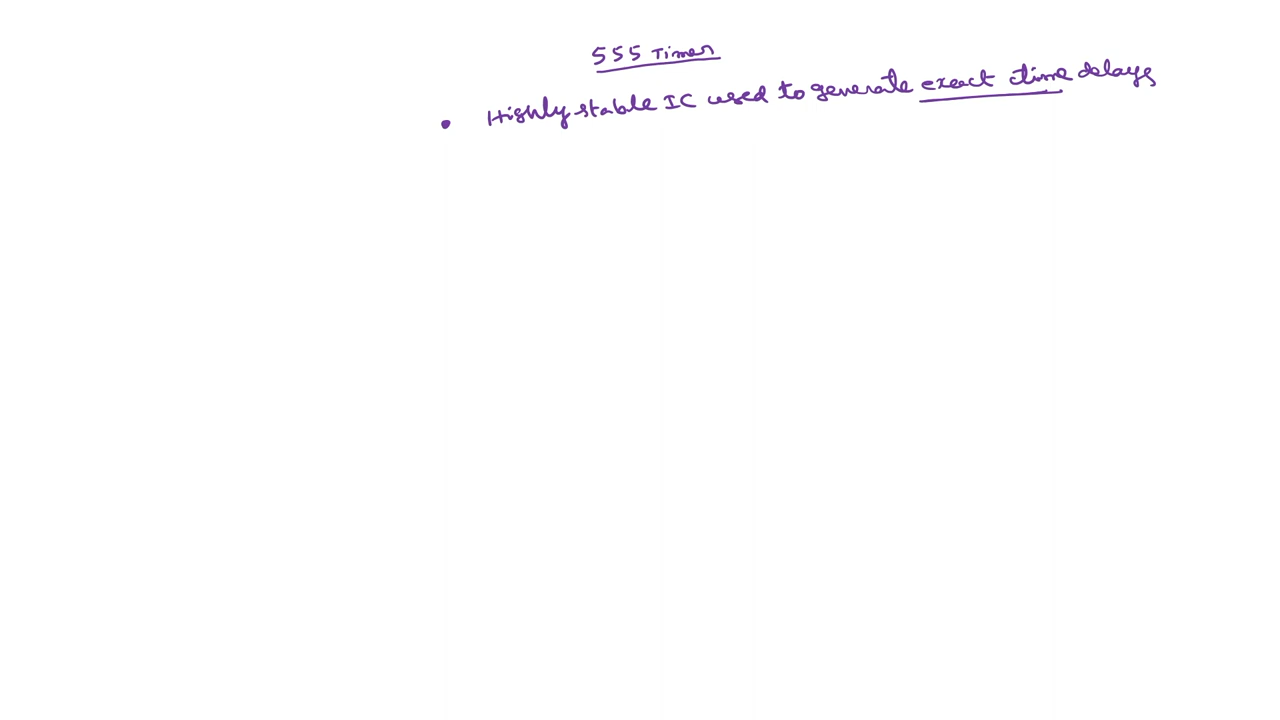 555 Timer
• Highly stable IC used to generate exact time delays